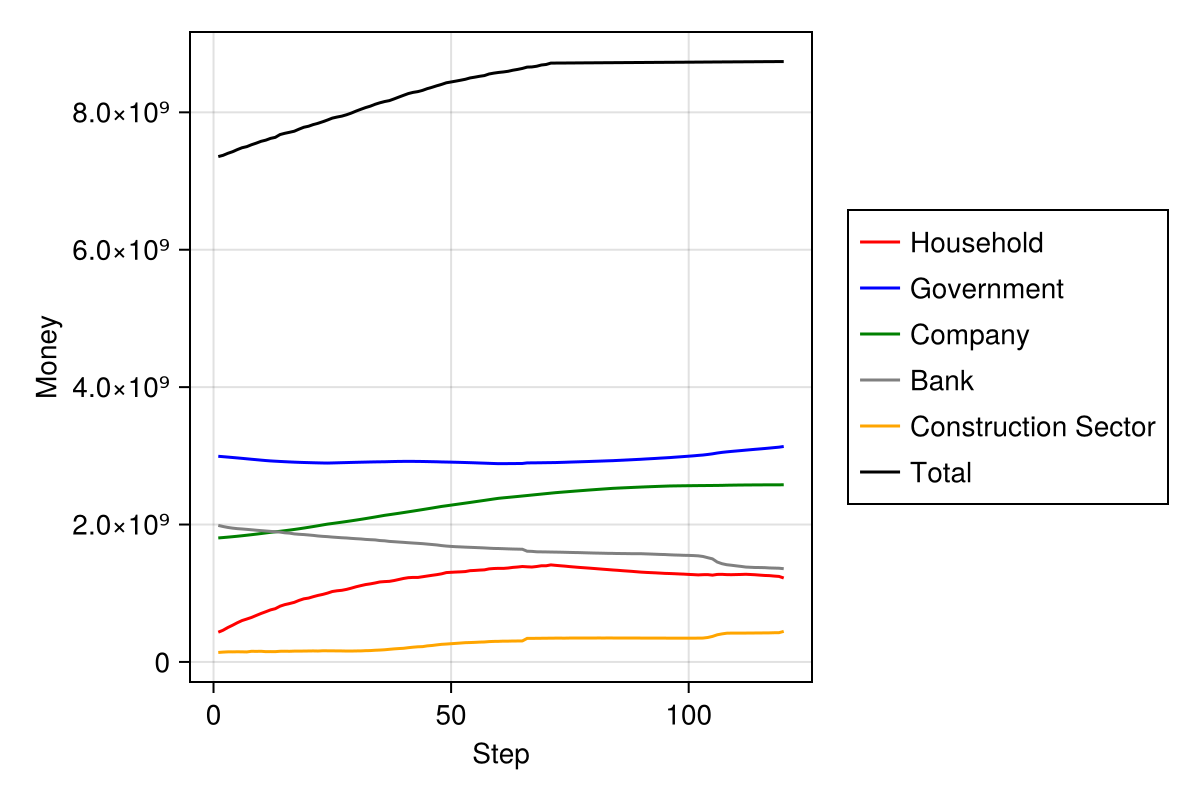 8.0×10⁹
6.0×10⁹
4.0×10⁹
2.0×10⁹
0
Money
0 50 100
Step
Household
Government
Company
Bank
Construction Sector
Total